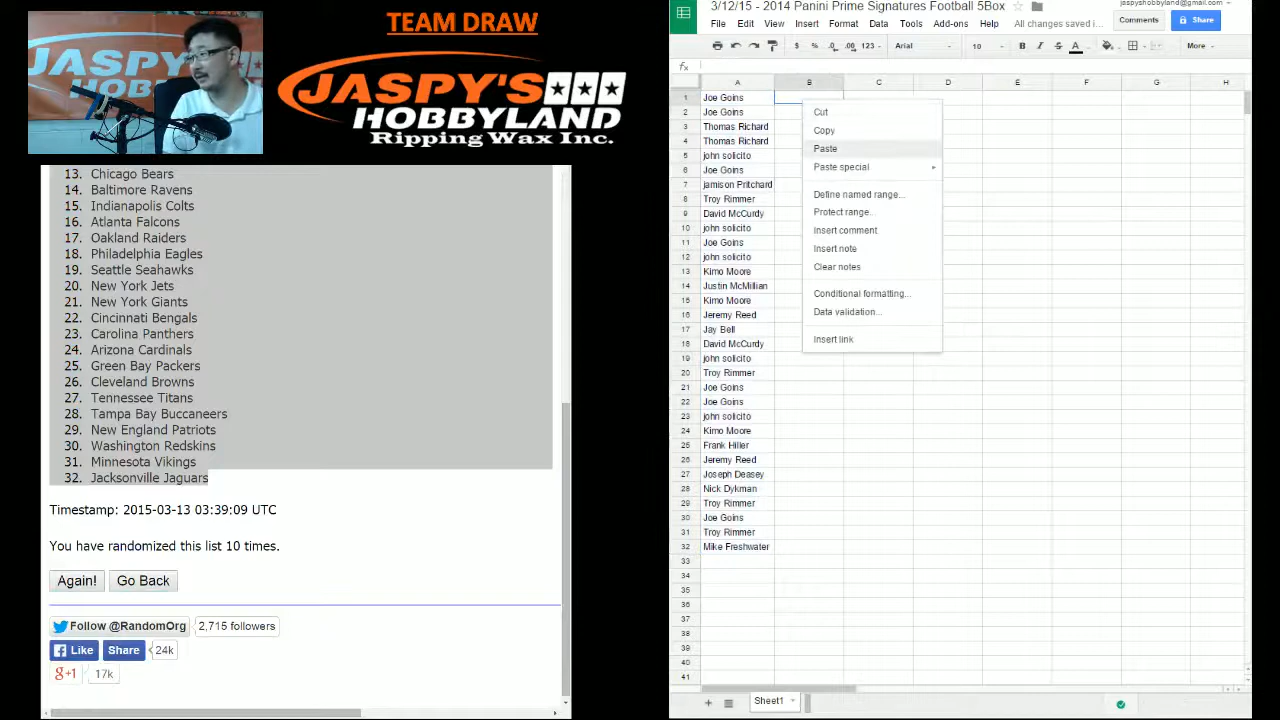 TEAM DRAW
JASPY'S
HOBBYLAND
Ripping Wax Inc.
13. Chicago Bears
14. Baltimore Ravens
15. Indianapolis Colts
16. Atlanta Falcons
17. Oakland Raiders
18. Philadelphia Eagles
19. Seattle Seahawks
20. New York Jets
21. New York Giants
22. Cincinnati Bengals
23. Carolina Panthers
24. Arizona Cardinals
25. Green Bay Packers
26. Cleveland Browns
27. Tennessee Titans
28. Tampa Bay Buccaneers
29. New England Patriots
30. Washington Redskins
31. Minnesota Vikings
32. Jacksonville Jaguars
Timestamp: 2015-03-13 03:39:09 UTC
You have randomized this list 10 times.
Again! Go Back
Follow @RandomOrg 2,715 followers
Like Share 24k
g+1 17k
3/12/15 - 2014 Panini Prime Signatures Football 5Box
jaspyshobbyland@gmail.com
File Edit View Insert Format Data Tools Add-ons Help All changes saved i...
Comments Share
$ % .0 .00 123 Arial 10 B I S A More
fx
A B C D E F G H
1 Joe Goins
2 Joe Goins
3 Thomas Richard
4 Thomas Richard
5 john solicito
6 Joe Goins
7 jamison Pritchard
8 Troy Rimmer
9 David McCurdy
10 john solicito
11 Joe Goins
12 john solicito
13 Kimo Moore
14 Justin McMillian
15 Kimo Moore
16 Jeremy Reed
17 Jay Bell
18 David McCurdy
19 john solicito
20 Troy Rimmer
21 Joe Goins
22 Joe Goins
23 john solicito
24 Kimo Moore
25 Frank Hiller
26 Jeremy Reed
27 Joseph Deasey
28 Nick Dykman
29 Troy Rimmer
30 Joe Goins
31 Troy Rimmer
32 Mike Freshwater
33
34
35
36
37
38
39
40
41
Cut
Copy
Paste
Paste special
Define named range...
Protect range...
Insert comment
Insert note
Clear notes
Conditional formatting...
Data validation...
Insert link
Sheet1